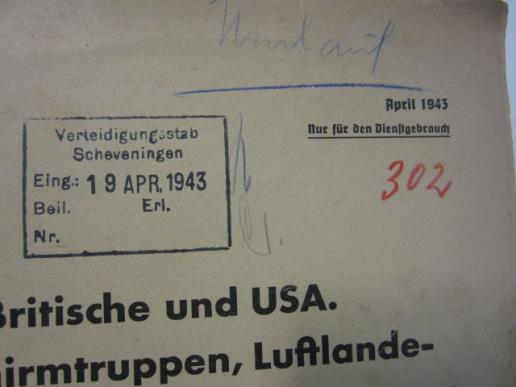 Umlauf
April 1943
Nur für den Dienstgebrauch
Verteidigungsstab
Scheveningen
Eing.: 19 APR. 1943
Beil. Erl.
Nr.
302
Britische und USA.
irmtruppen, Luftlande-